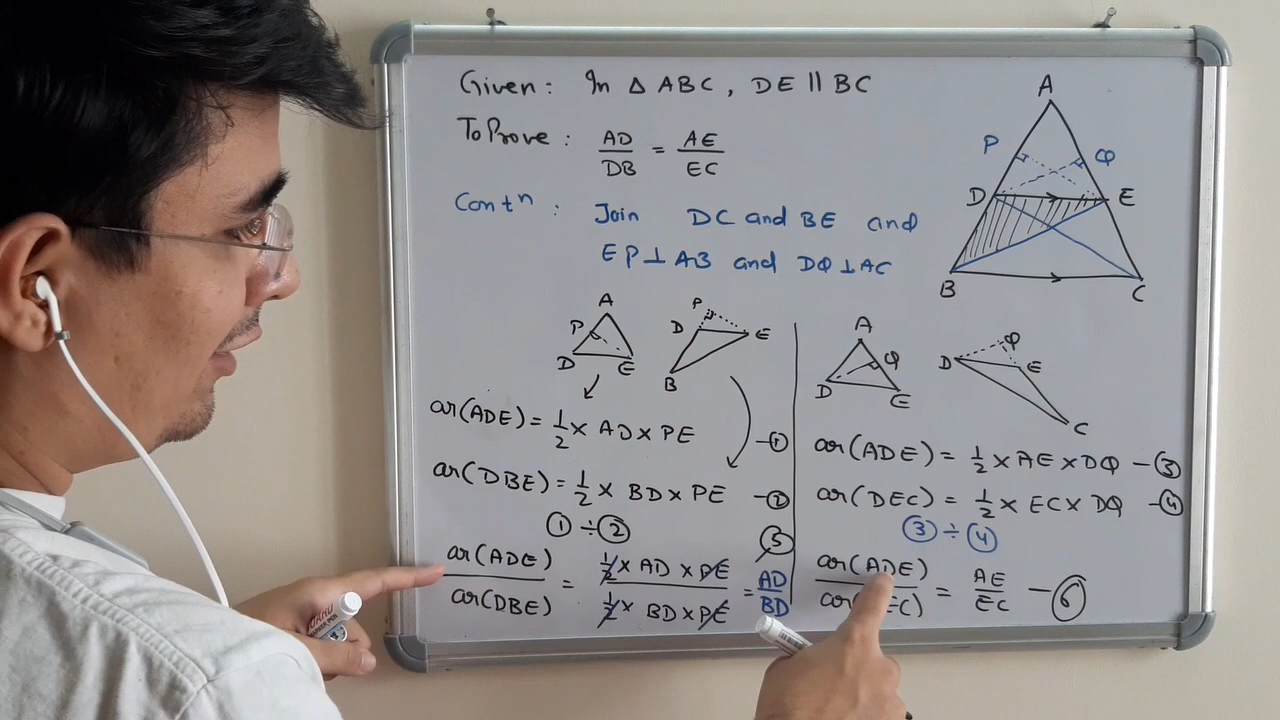 Given: In △ ABC, DE || BC
To Prove: AD/DB = AE/EC
Contⁿ: Join DC and BE and
EP ⊥ AB and DQ ⊥ AC
A
P
Q
D
E
B
C
A
P
D
E
P
D
E
B
A
Q
D
E
Q
D
E
C
ar(ADE) = 1/2 × AD × PE —①
ar(DBE) = 1/2 × BD × PE —②
① ÷ ②
ar(ADE)/ar(DBE) = (1/2 × AD × PE)/(1/2 × BD × PE) = AD/BD ⑤
ar(ADE) = 1/2 × AE × DQ —③
ar(DEC) = 1/2 × EC × DQ —④
③ ÷ ④
ar(ADE)/ar( EC) = AE/EC —⑥